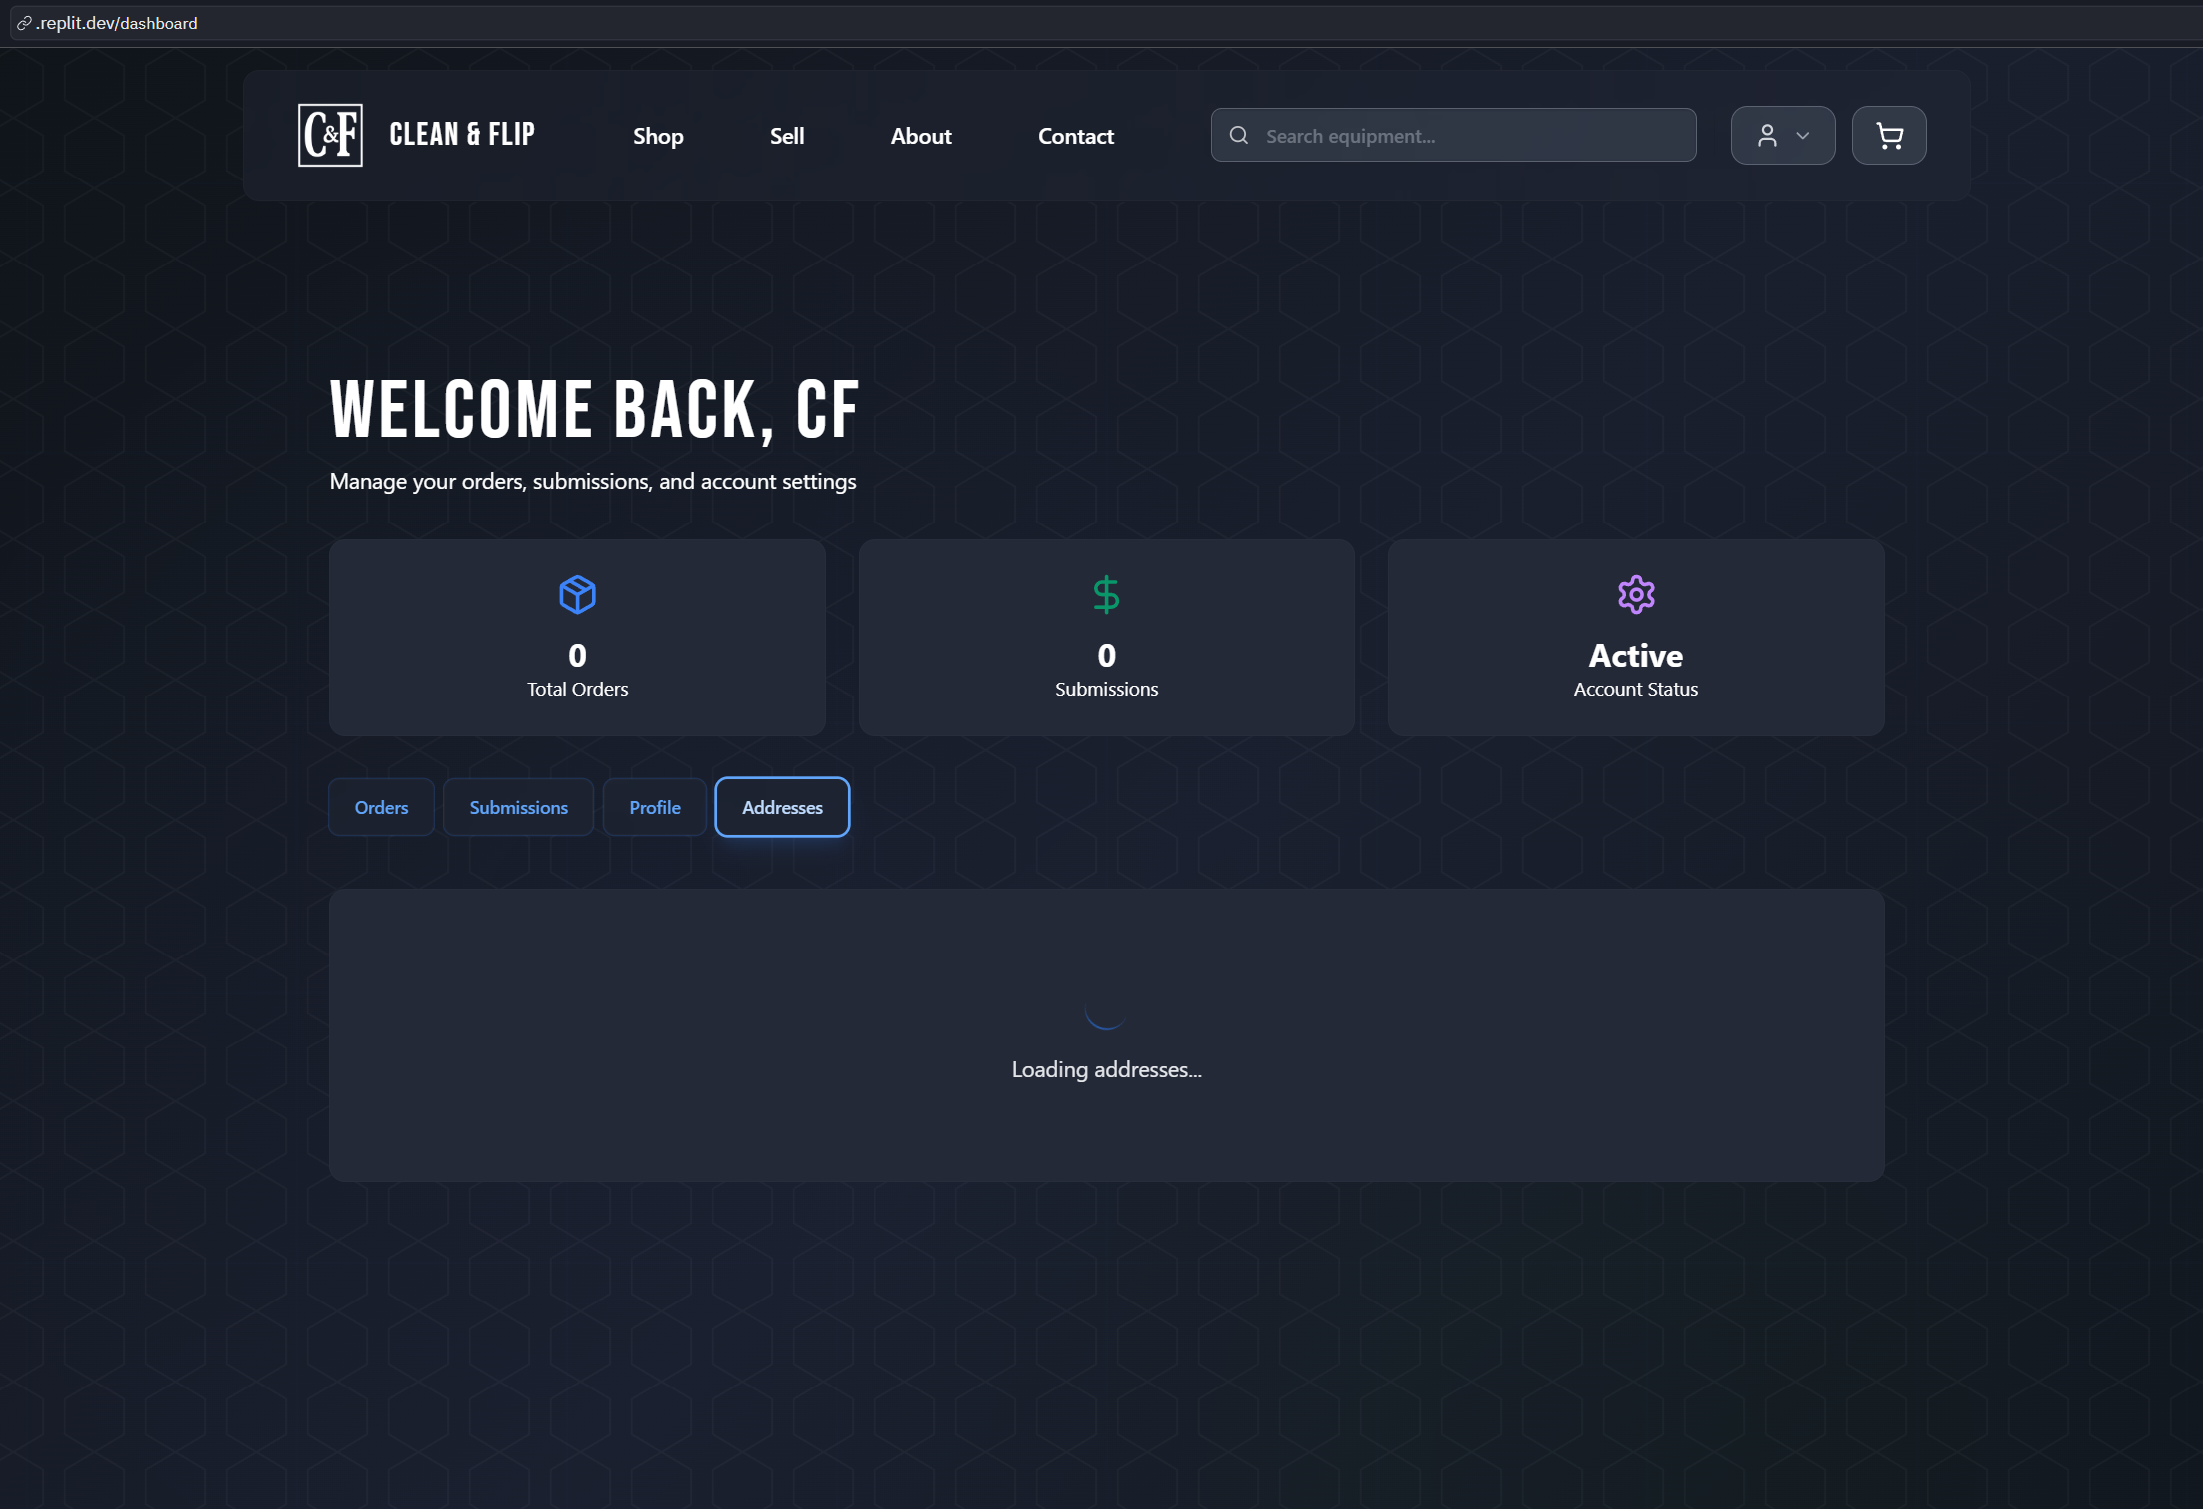 .replit.dev/dashboard
C&F CLEAN & FLIP Shop Sell About Contact Search equipment...
WELCOME BACK, CF
Manage your orders, submissions, and account settings
0
Total Orders
0
Submissions
Active
Account Status
Orders Submissions Profile Addresses
Loading addresses...